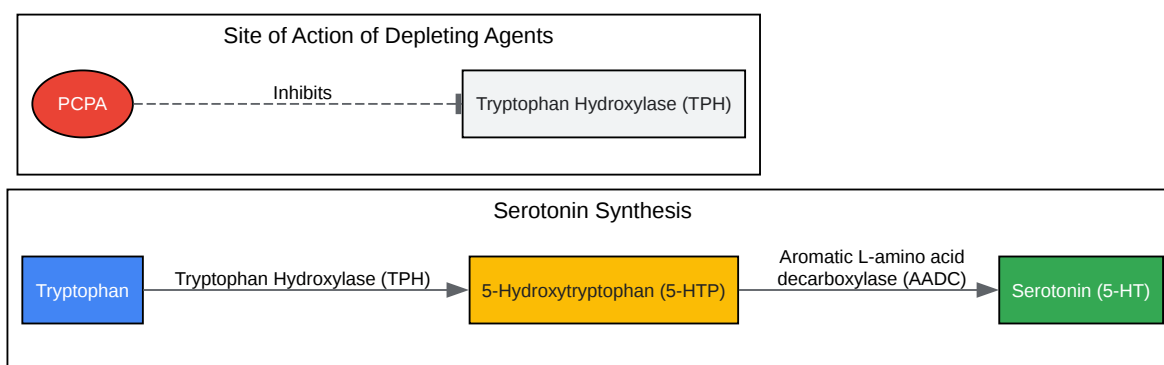 Site of Action of Depleting Agents
PCPA
Inhibits
Tryptophan Hydroxylase (TPH)
Serotonin Synthesis
Tryptophan
Tryptophan Hydroxylase (TPH)
5-Hydroxytryptophan (5-HTP)
Aromatic L-amino acid
decarboxylase (AADC)
Serotonin (5-HT)